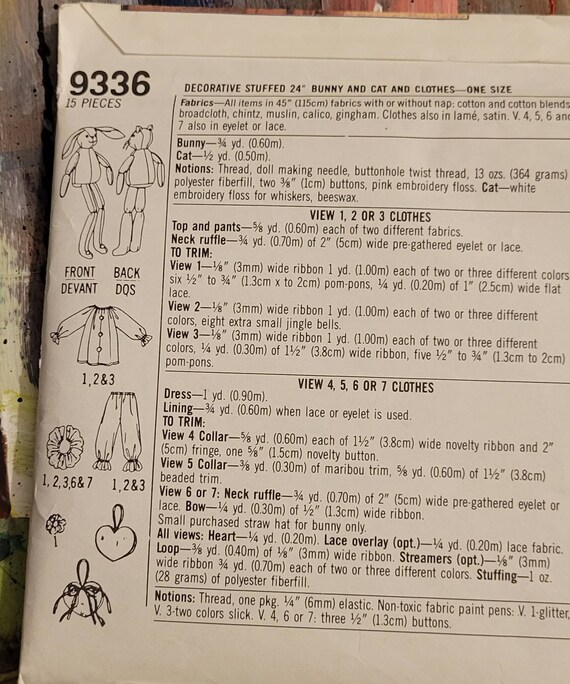 9336
15 PIECES
DECORATIVE STUFFED 24" BUNNY AND CAT AND CLOTHES—ONE SIZE
Fabrics—All items in 45" (115cm) fabrics with or without nap: cotton and cotton blends
broadcloth, chintz, muslin, calico, gingham. Clothes also in lamé, satin. V. 4, 5, 6 and
7 also in eyelet or lace.
Bunny—¾ yd. (0.60m).
Cat—½ yd. (0.50m).
Notions: Thread, doll making needle, buttonhole twist thread, 13 ozs. (364 grams)
polyester fiberfill, two ⅜" (1cm) buttons, pink embroidery floss. Cat—white
embroidery floss for whiskers, beeswax.
FRONT BACK
DEVANT DOS
VIEW 1, 2 OR 3 CLOTHES
Top and pants—⅝ yd. (0.60m) each of two different fabrics.
Neck ruffle—¾ yd. (0.70m) of 2" (5cm) wide pre-gathered eyelet or lace.
TO TRIM:
View 1—⅛" (3mm) wide ribbon 1 yd. (1.00m) each of two or three different colors
six ½" to ¾" (1.3cm x to 2cm) pom-pons, ¼ yd. (0.20m) of 1" (2.5cm) wide flat
lace.
View 2—⅛" (3mm) wide ribbon 1 yd. (1.00m) each of two or three different
colors, eight extra small jingle bells.
View 3—⅛" (3mm) wide ribbon 1 yd. (1.00m) each of two or three different
colors, ¼ yd. (0.30m) of 1½" (3.8cm) wide ribbon, five ½" to ¾" (1.3cm to 2cm)
pom-pons.
1,2&3
VIEW 4, 5, 6 OR 7 CLOTHES
Dress—1 yd. (0.90m).
Lining—¾ yd. (0.60m) when lace or eyelet is used.
TO TRIM:
View 4 Collar—⅝ yd. (0.60m) each of 1½" (3.8cm) wide novelty ribbon and 2"
(5cm) fringe, one ⅝" (1.5cm) novelty button.
View 5 Collar—⅜ yd. (0.30m) of maribou trim, ⅝ yd. (0.60m) of 1½" (3.8cm)
beaded trim.
View 6 or 7: Neck ruffle—¾ yd. (0.70m) of 2" (5cm) wide pre-gathered eyelet or
lace. Bow—¼ yd. (0.30m) of ½" (1.3cm) wide ribbon.
Small purchased straw hat for bunny only.
All views: Heart—¼ yd. (0.20m). Lace overlay (opt.)—¼ yd. (0.20m) lace fabric.
Loop—⅜ yd. (0.40m) of ⅛" (3mm) wide ribbon. Streamers (opt.)—⅛" (3mm)
wide ribbon ¾ yd. (0.70m) each of two or three different colors. Stuffing—1 oz.
(28 grams) of polyester fiberfill.
1,2,3,6&7 1,2&3
Notions: Thread, one pkg. ¼" (6mm) elastic. Non-toxic fabric paint pens: V. 1-glitter,
V. 3-two colors slick. V. 4, 6 or 7: three ½" (1.3cm) buttons.